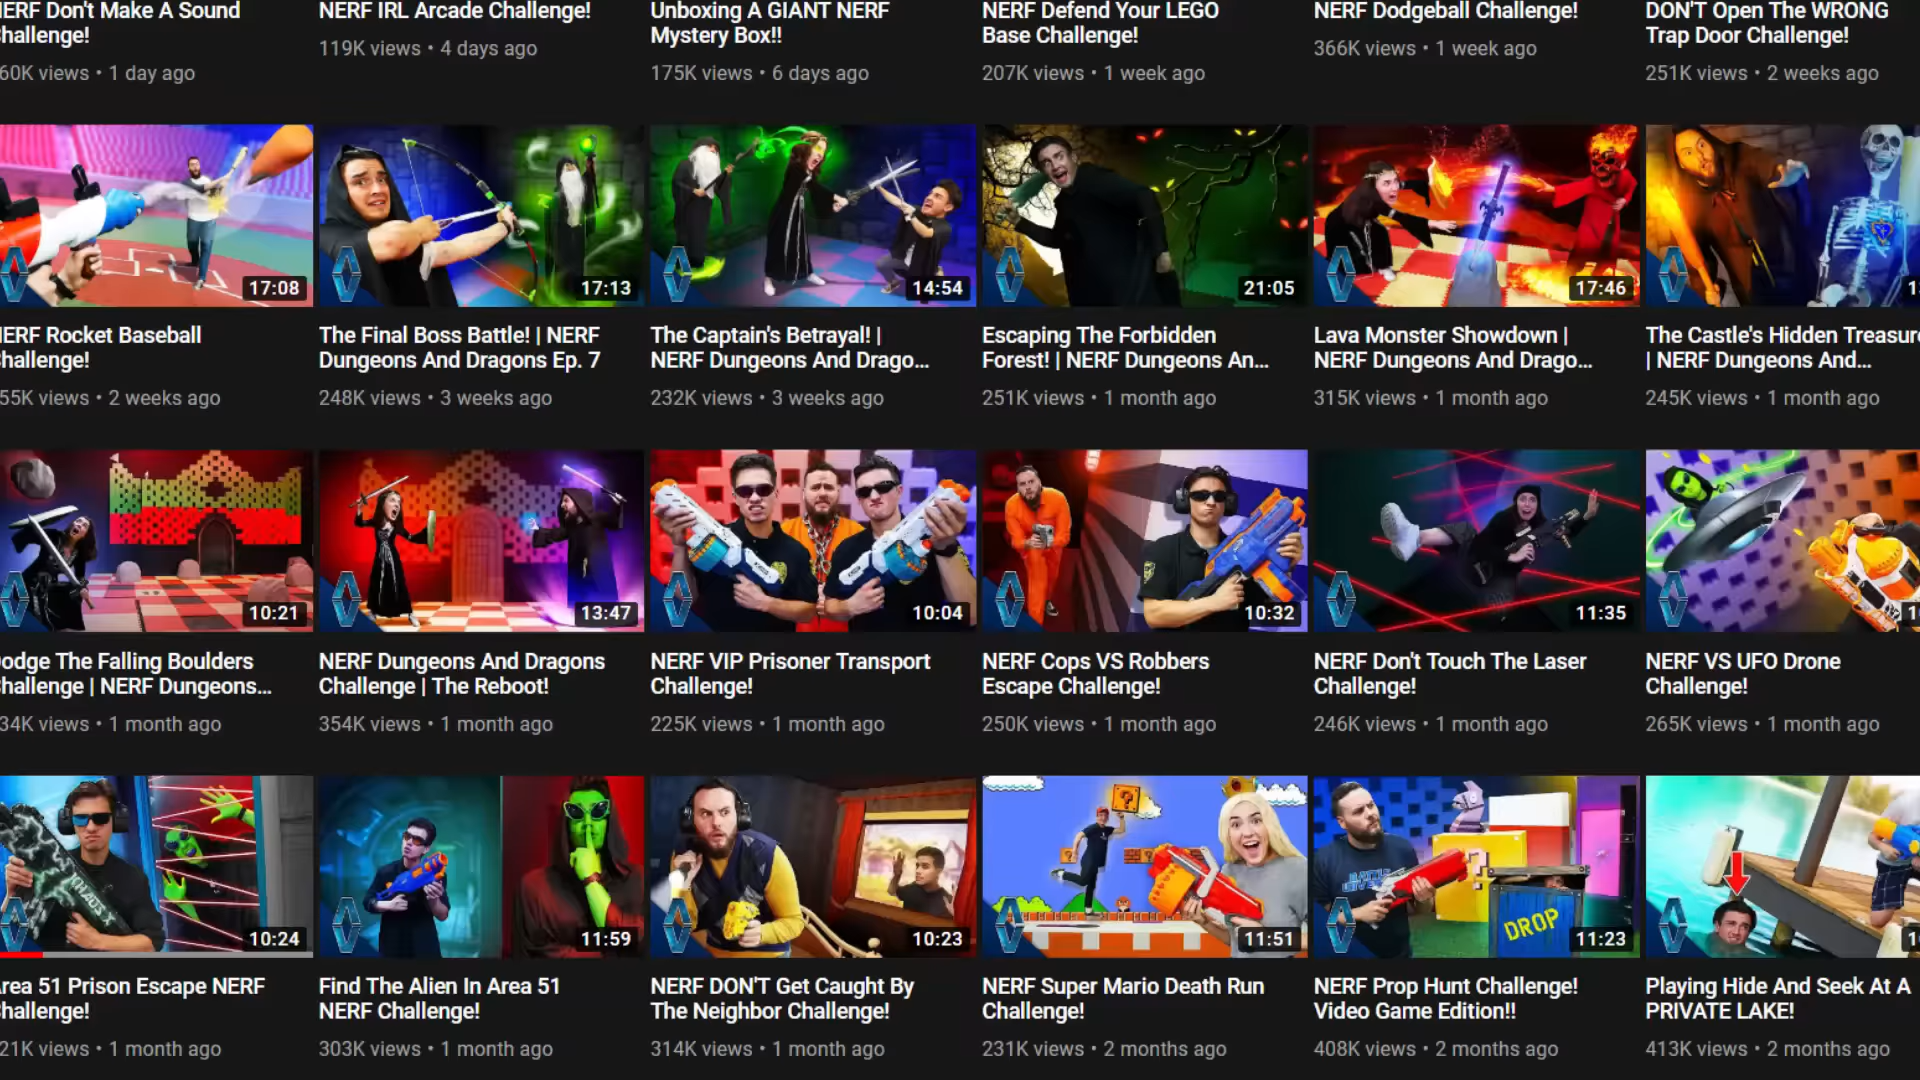 NERF Don't Make A Sound
Challenge!
60K views • 1 day ago
NERF IRL Arcade Challenge!
119K views • 4 days ago
Unboxing A GIANT NERF
Mystery Box!!
175K views • 6 days ago
NERF Defend Your LEGO
Base Challenge!
207K views • 1 week ago
NERF Dodgeball Challenge!
366K views • 1 week ago
DON'T Open The WRONG
Trap Door Challenge!
251K views • 2 weeks ago
17:08
17:13
14:54
21:05
17:46
NERF Rocket Baseball
Challenge!
55K views • 2 weeks ago
The Final Boss Battle! | NERF
Dungeons And Dragons Ep. 7
248K views • 3 weeks ago
The Captain's Betrayal! |
NERF Dungeons And Drago...
232K views • 3 weeks ago
Escaping The Forbidden
Forest! | NERF Dungeons An...
251K views • 1 month ago
Lava Monster Showdown |
NERF Dungeons And Drago...
315K views • 1 month ago
The Castle's Hidden Treasure
| NERF Dungeons And...
245K views • 1 month ago
10:21
13:47
10:04
10:32
11:35
Dodge The Falling Boulders
Challenge | NERF Dungeons...
34K views • 1 month ago
NERF Dungeons And Dragons
Challenge | The Reboot!
354K views • 1 month ago
NERF VIP Prisoner Transport
Challenge!
225K views • 1 month ago
NERF Cops VS Robbers
Escape Challenge!
250K views • 1 month ago
NERF Don't Touch The Laser
Challenge!
246K views • 1 month ago
NERF VS UFO Drone
Challenge!
265K views • 1 month ago
10:24
11:59
10:23
11:51
DROP
11:23
Area 51 Prison Escape NERF
Challenge!
21K views • 1 month ago
Find The Alien In Area 51
NERF Challenge!
303K views • 1 month ago
NERF DON'T Get Caught By
The Neighbor Challenge!
314K views • 1 month ago
NERF Super Mario Death Run
Challenge!
231K views • 2 months ago
NERF Prop Hunt Challenge!
Video Game Edition!!
408K views • 2 months ago
Playing Hide And Seek At A
PRIVATE LAKE!
413K views • 2 months ago